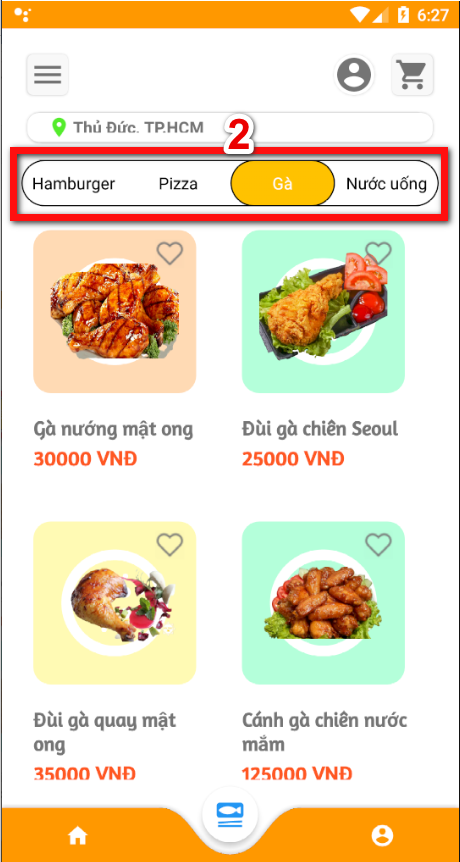 6:27
Thủ Đức. TP.HCM
2
Hamburger Pizza Gà Nước uống
Gà nướng mật ong
30000 VNĐ
Đùi gà chiên Seoul
25000 VNĐ
Đùi gà quay mật
ong
35000 VNĐ
Cánh gà chiên nước
mắm
125000 VNĐ